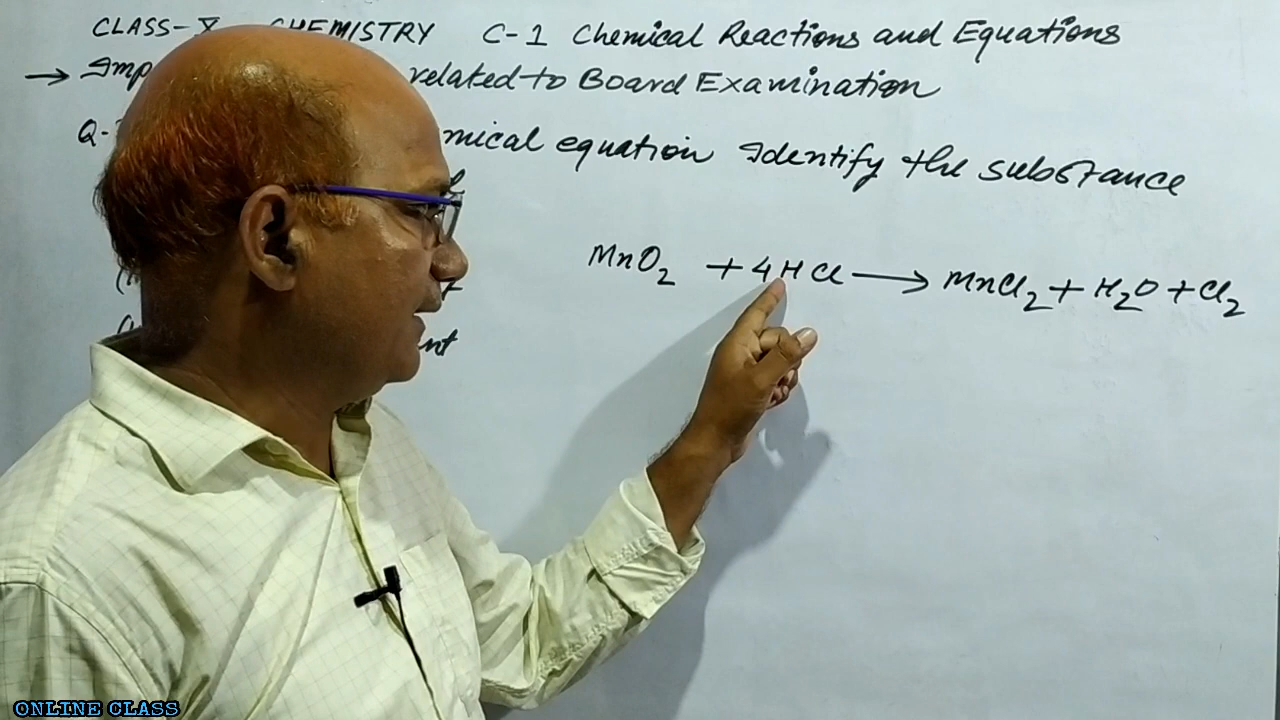 CLASS-X CHEMISTRY C-1 Chemical Reactions and Equations
→ Imp related to Board Examination
Q- mical equation Identify the substance
MnO2 + 4HCl → MnCl2 + H2O + Cl2
nt
ONLINE CLASS